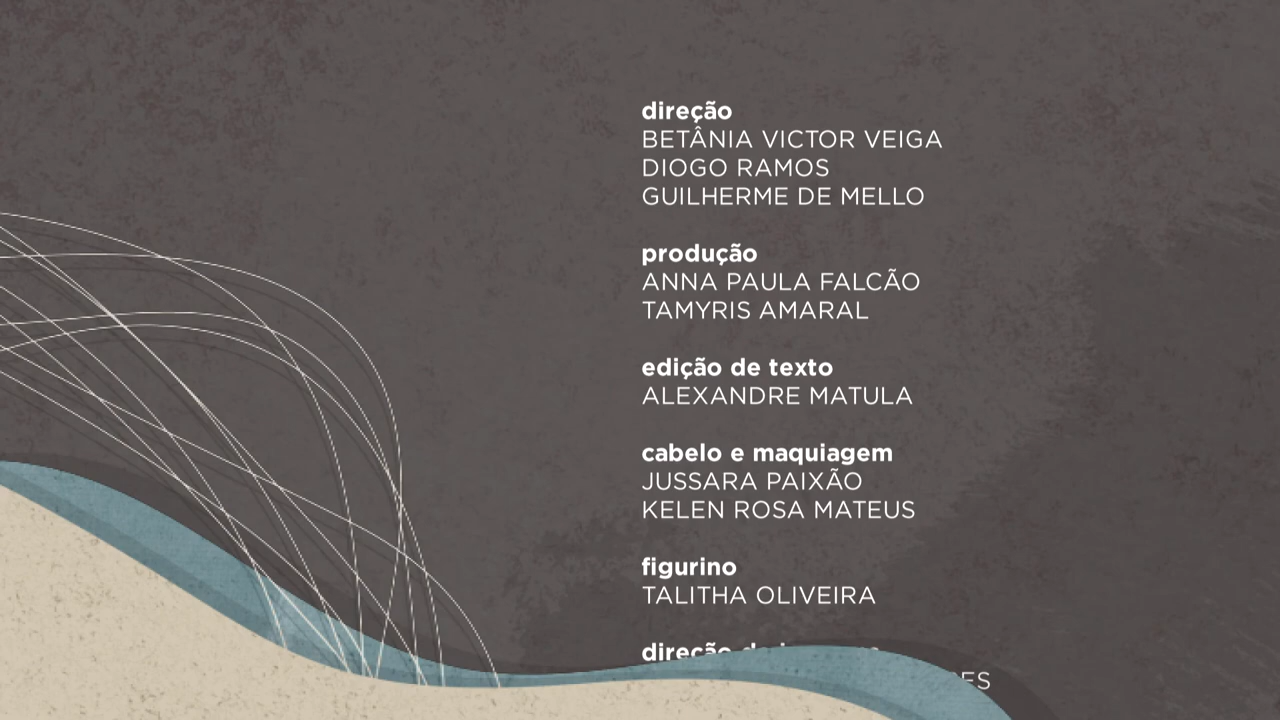 direção
BETÂNIA VICTOR VEIGA
DIOGO RAMOS
GUILHERME DE MELLO
produção
ANNA PAULA FALCÃO
TAMYRIS AMARAL
edição de texto
ALEXANDRE MATULA
cabelo e maquiagem
JUSSARA PAIXÃO
KELEN ROSA MATEUS
figurino
TALITHA OLIVEIRA
direção